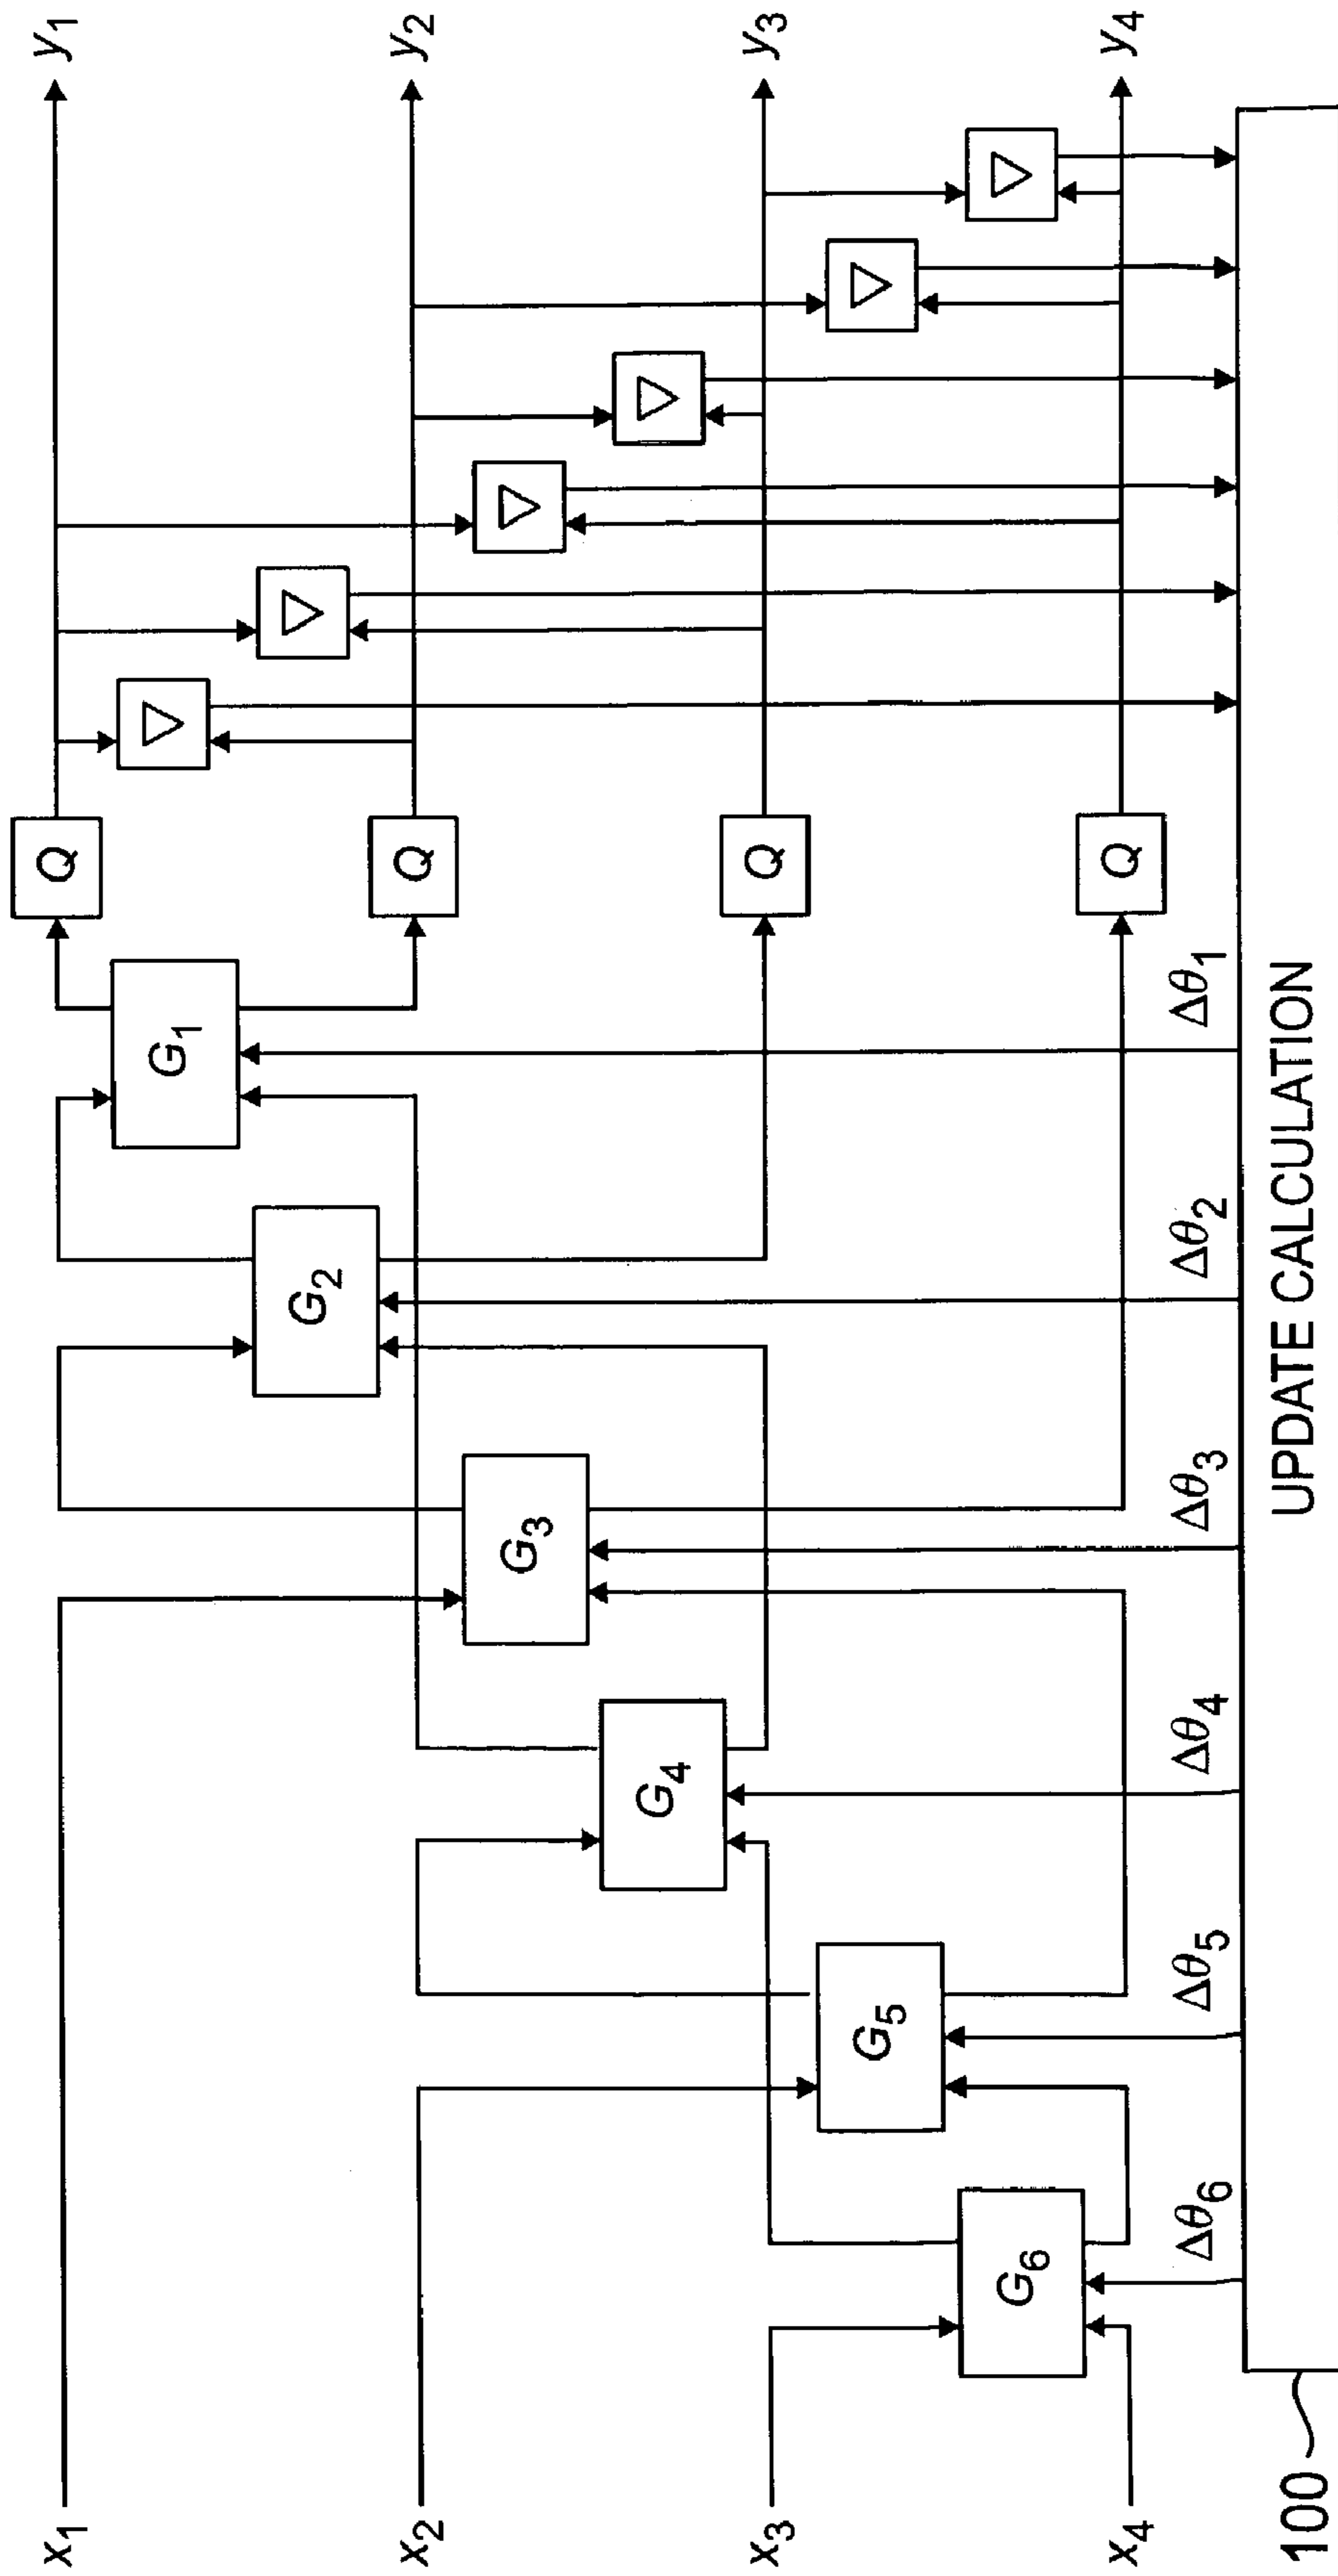 x1
x2
x3
x4
G6
G5
G4
G3
G2
G1
Q
Q
Q
Q
▽
▽
▽
▽
▽
▽
y1
y2
y3
y4
Δθ6
Δθ5
Δθ4
Δθ3
Δθ2
Δθ1
UPDATE CALCULATION
100